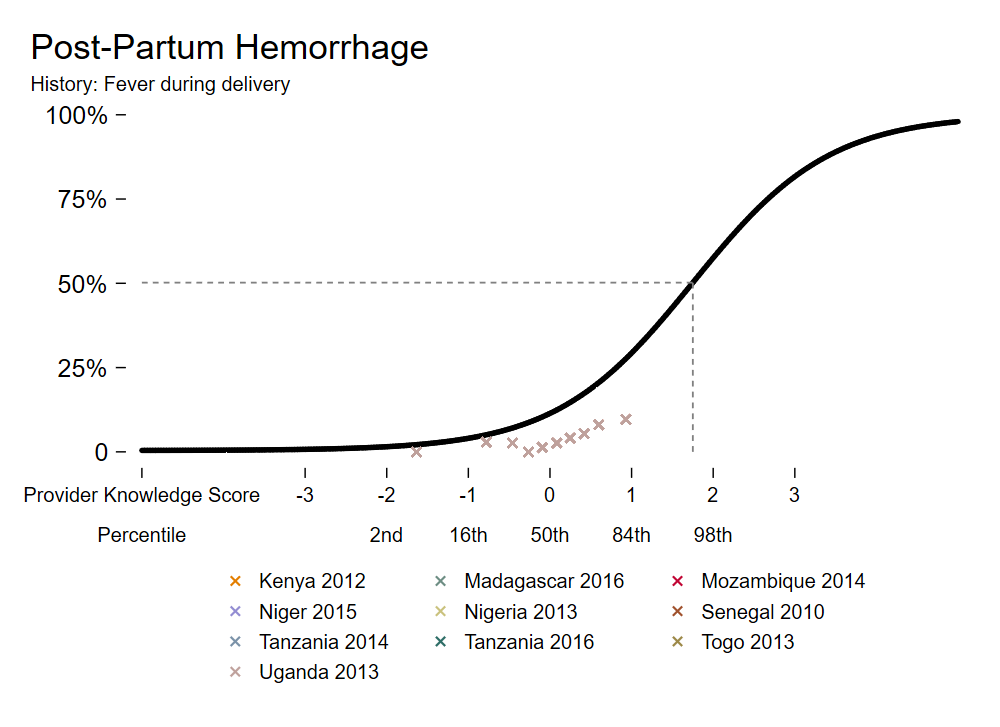 Post-Partum Hemorrhage
History: Fever during delivery
100%
75%
50%
25%
0
Provider Knowledge Score -3 -2 -1 0 1 2 3
Percentile 2nd 16th 50th 84th 98th
Kenya 2012 Madagascar 2016 Mozambique 2014
Niger 2015 Nigeria 2013 Senegal 2010
Tanzania 2014 Tanzania 2016 Togo 2013
Uganda 2013